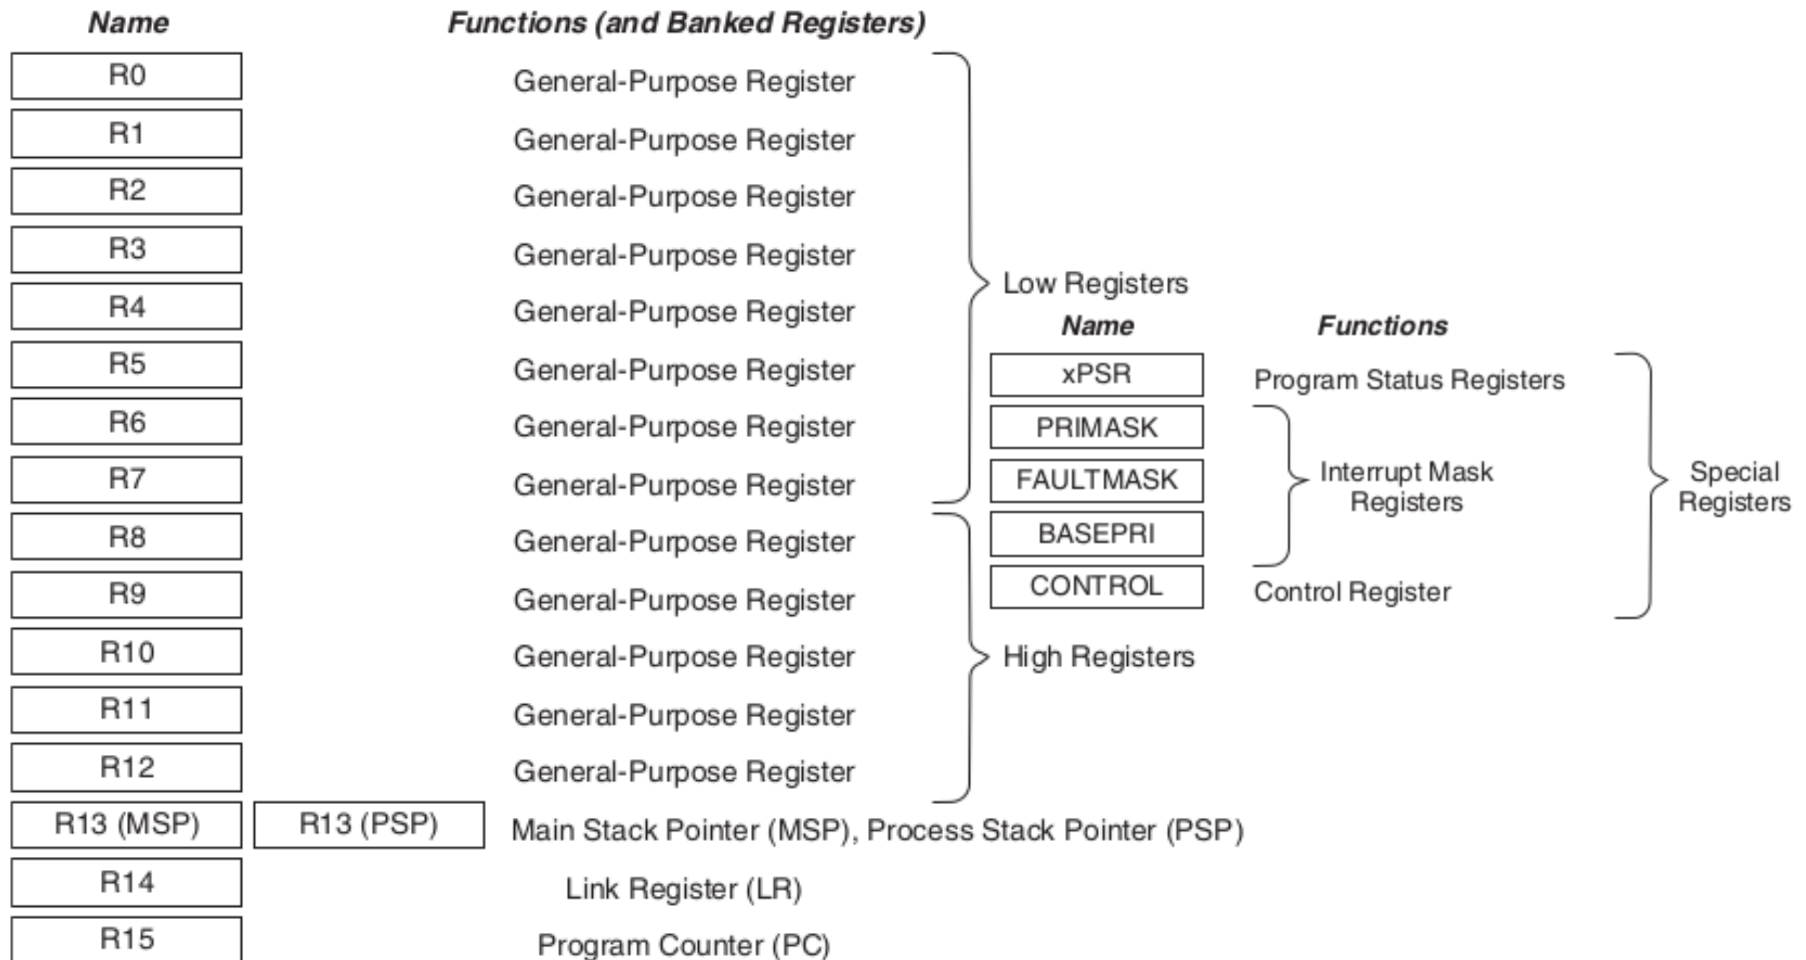 Name Functions (and Banked Registers)
R0 General-Purpose Register
R1 General-Purpose Register
R2 General-Purpose Register
R3 General-Purpose Register
R4 General-Purpose Register
R5 General-Purpose Register
R6 General-Purpose Register
R7 General-Purpose Register
Low Registers
R8 General-Purpose Register
R9 General-Purpose Register
R10 General-Purpose Register
R11 General-Purpose Register
R12 General-Purpose Register
High Registers
R13 (MSP) R13 (PSP) Main Stack Pointer (MSP), Process Stack Pointer (PSP)
R14 Link Register (LR)
R15 Program Counter (PC)
Name Functions
xPSR Program Status Registers
PRIMASK
FAULTMASK
BASEPRI
Interrupt Mask
Registers
CONTROL Control Register
Special
Registers